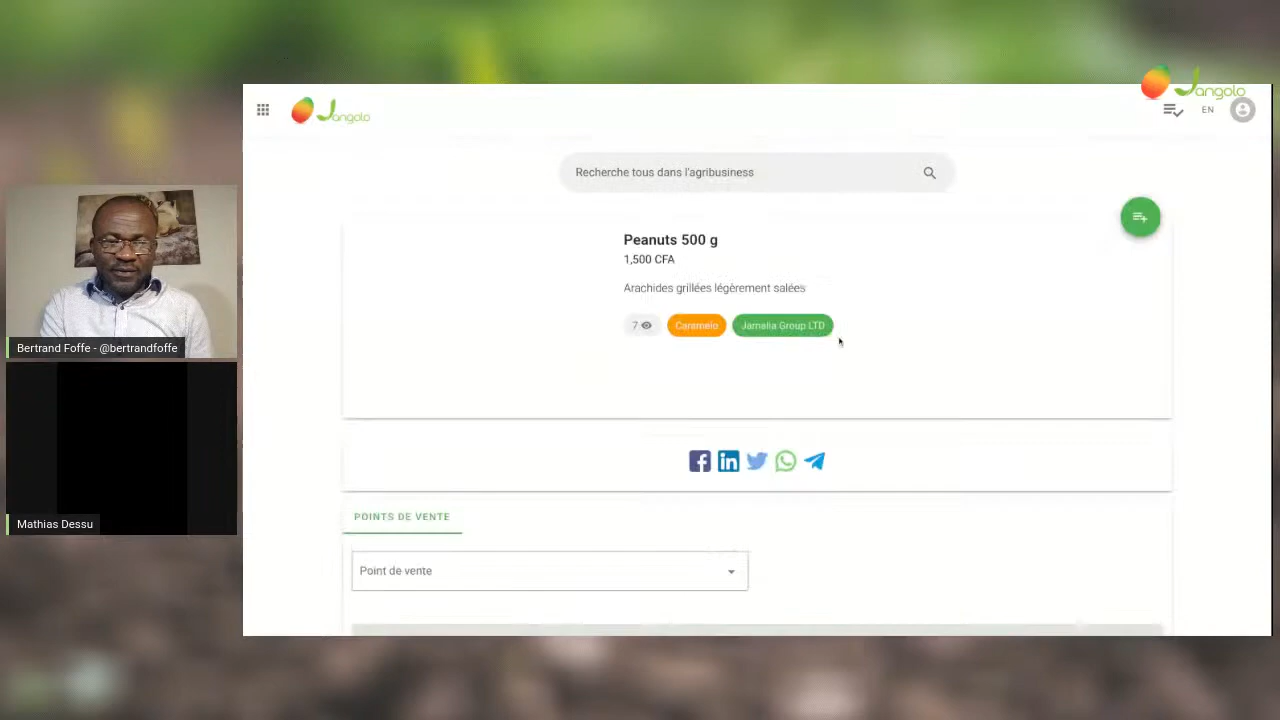 Jangolo
Jangolo
EN
Recherche tous dans l'agribusiness
Peanuts 500 g
1,500 CFA
Arachides grillées légèrement salées
7
Caramelo
Jamalia Group LTD
Bertrand Foffe - @bertrandfoffe
POINTS DE VENTE
Mathias Dessu
Point de vente